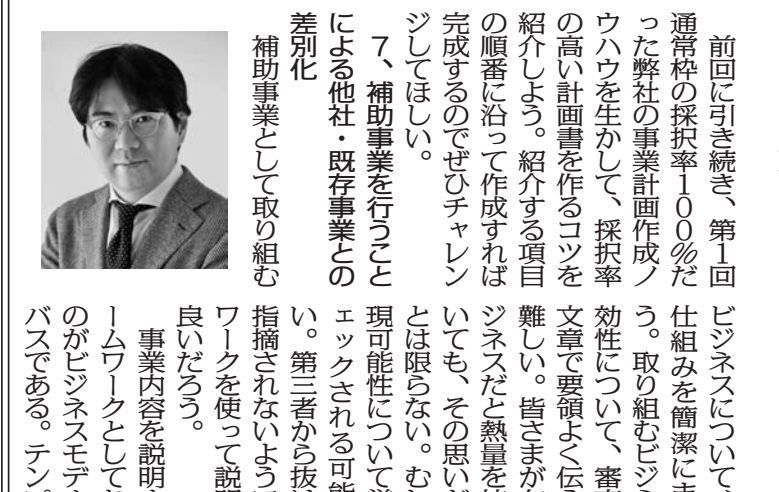 前回に引き続き、第1回
通常枠の採択率100%だ
った弊社の事業計画作成ノ
ウハウを生かして、採択率
の高い計画書を作るコツを
紹介しよう。紹介する項目
の順番に沿って作成すれば
完成するのでぜひチャレン
ジしてほしい。
7、補助事業を行うこと
による他社・既存事業との
差別化
補助事業として取り組む
ビジネスについて
仕組みを簡潔に
う。取り組むビジ
効性について、審
文章で要領よく伝
難しい。皆さまが
ジネスだと熱量を
いても、その思い
とは限らない。む
現可能性について
ェックされる可能
い。第三者から抜
指摘されないように
ワークを使って説
良いだろう。
事業内容を説明
ームワークとして
のがビジネスモデ
バスである。テン